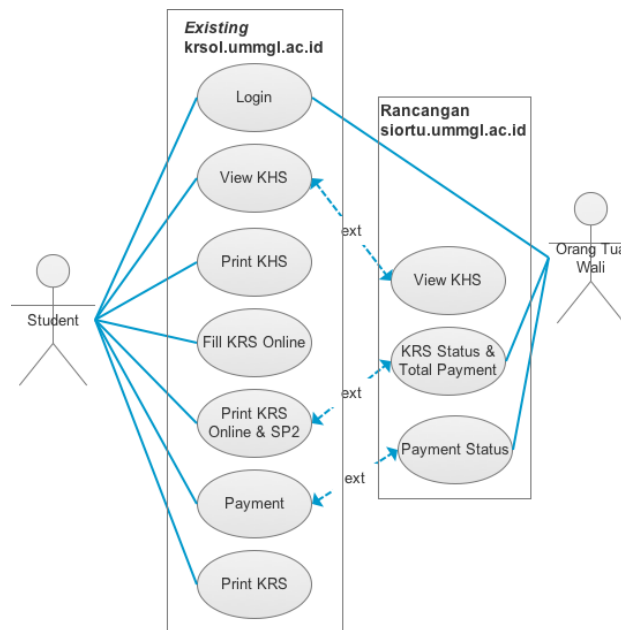 Existing
krsol.ummgl.ac.id
Login
View KHS
Print KHS
Fill KRS Online
Print KRS
Online & SP2
Payment
Print KRS
Student
ext
ext
ext
Rancangan
siortu.ummgl.ac.id
View KHS
KRS Status &
Total Payment
Payment Status
Orang Tua
Wali